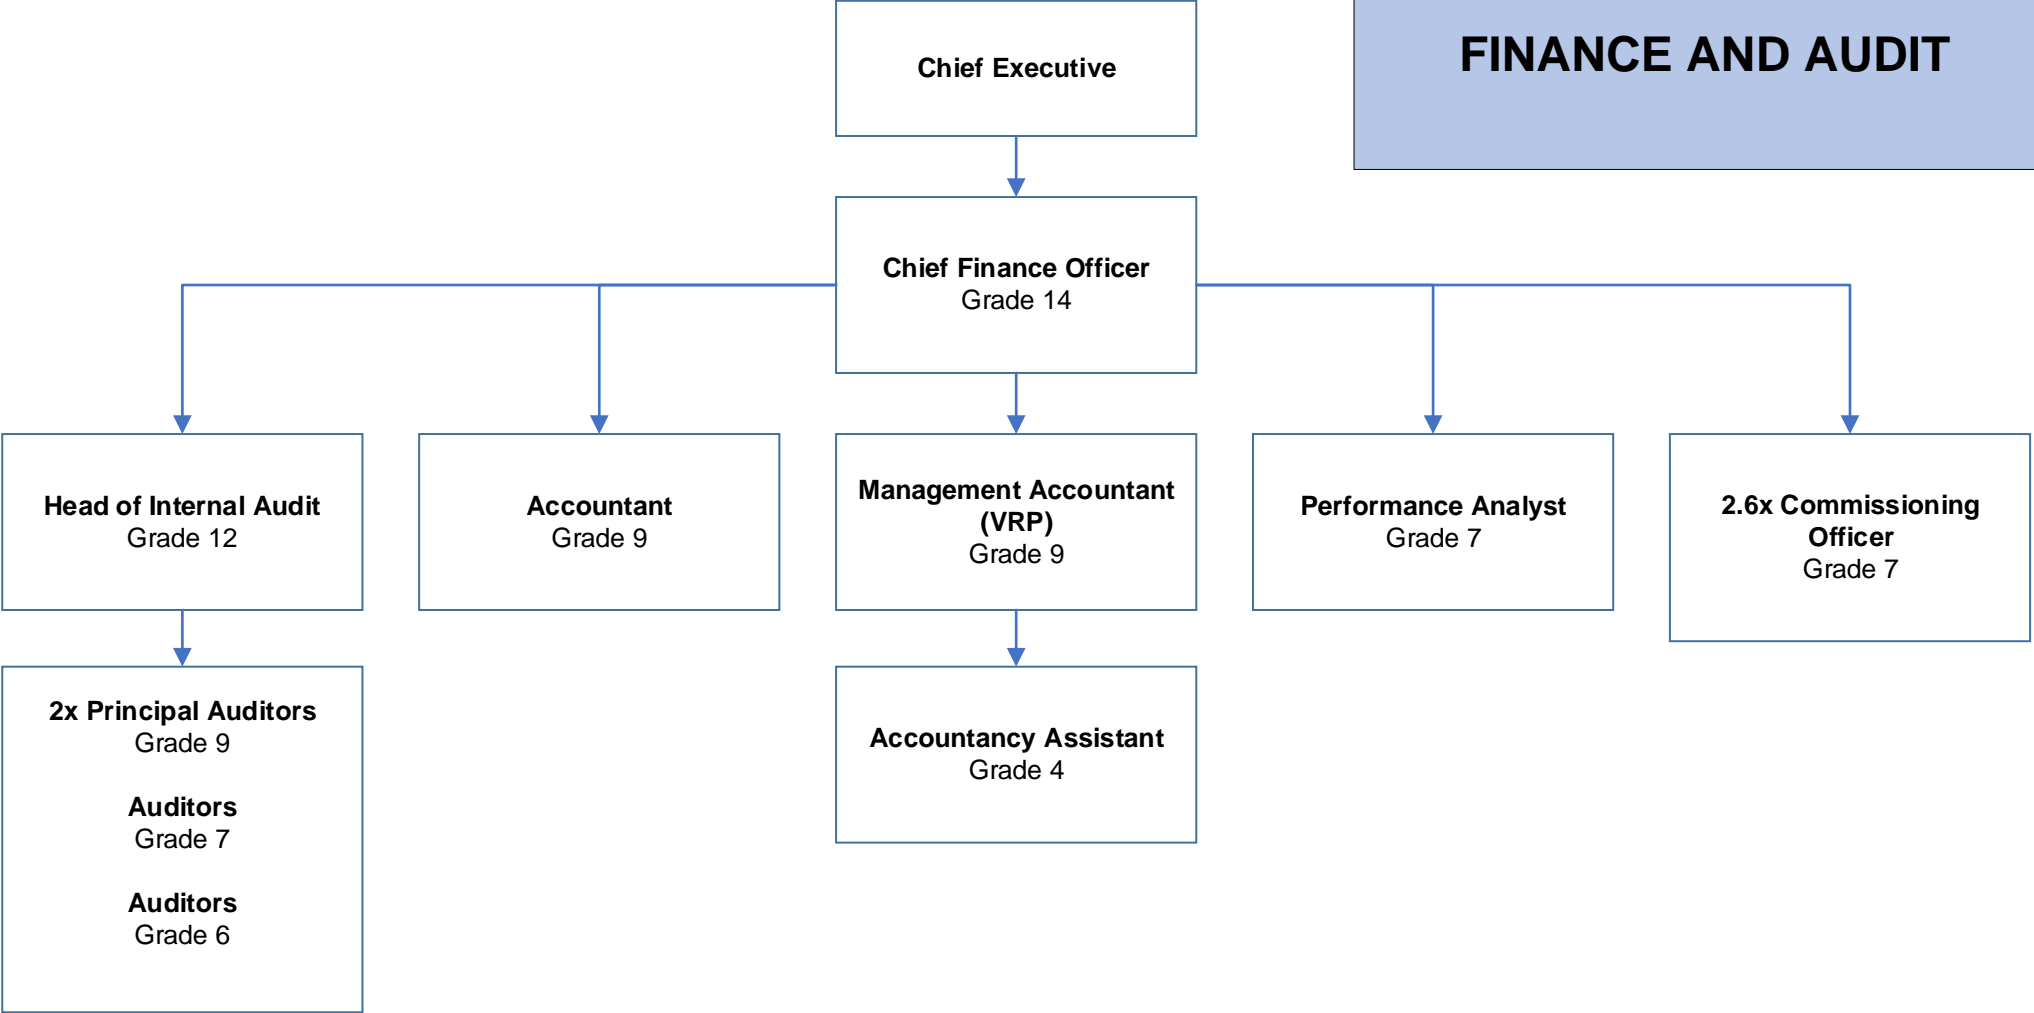 FINANCE AND AUDIT
Chief Executive
Chief Finance Officer
Grade 14
Head of Internal Audit
Grade 12
Accountant
Grade 9
Management Accountant
(VRP)
Grade 9
Performance Analyst
Grade 7
2.6x Commissioning
Officer
Grade 7
2x Principal Auditors
Grade 9
Auditors
Grade 7
Auditors
Grade 6
Accountancy Assistant
Grade 4